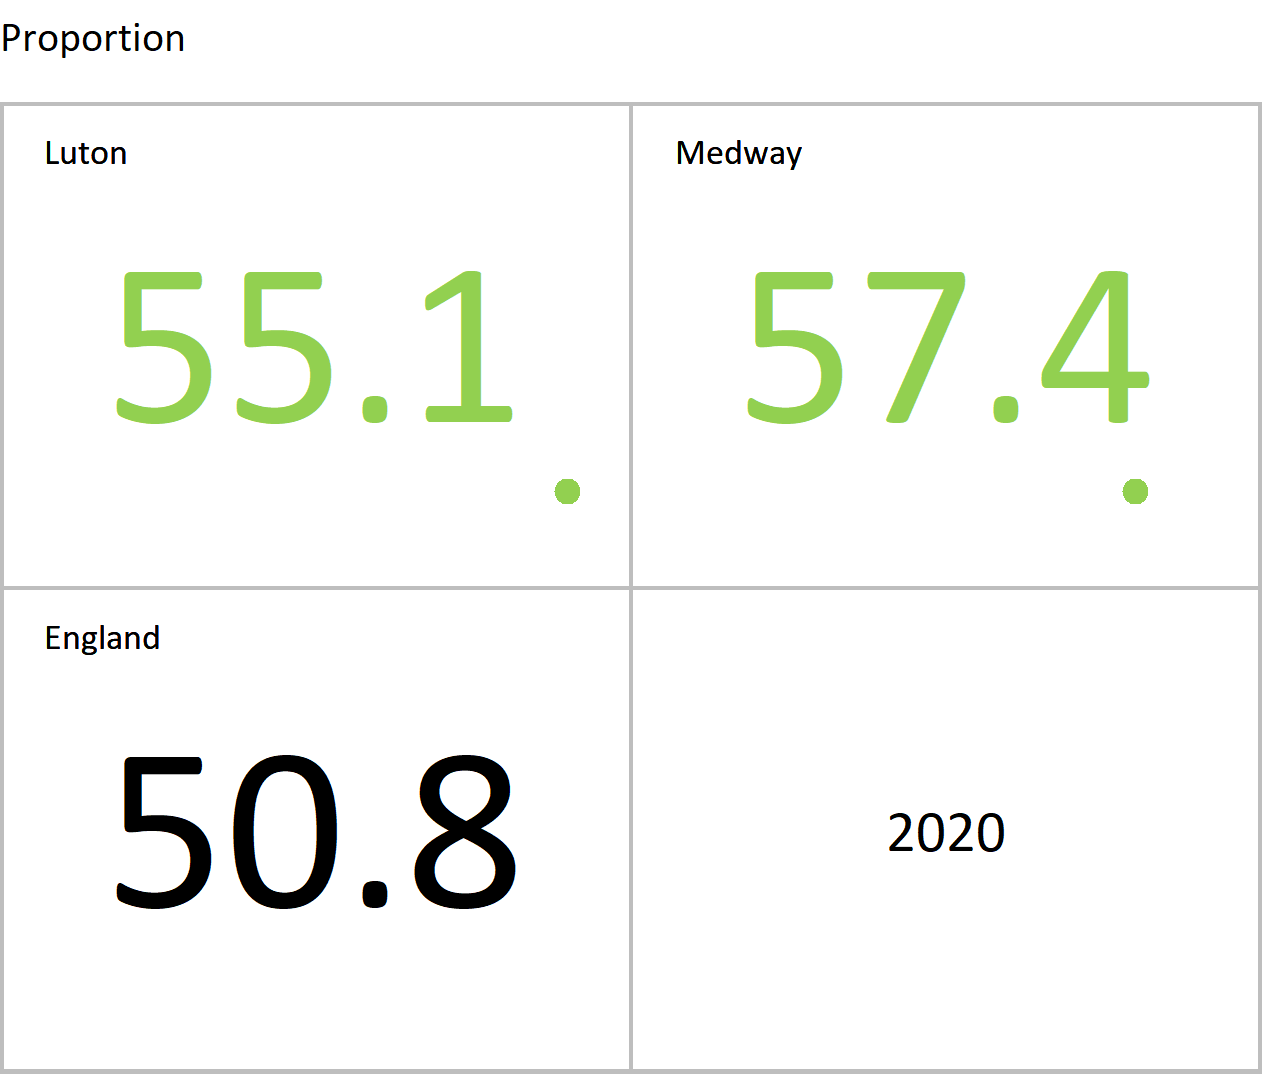 Proportion
Luton
Medway
55.1
57.4
England
50.8
2020